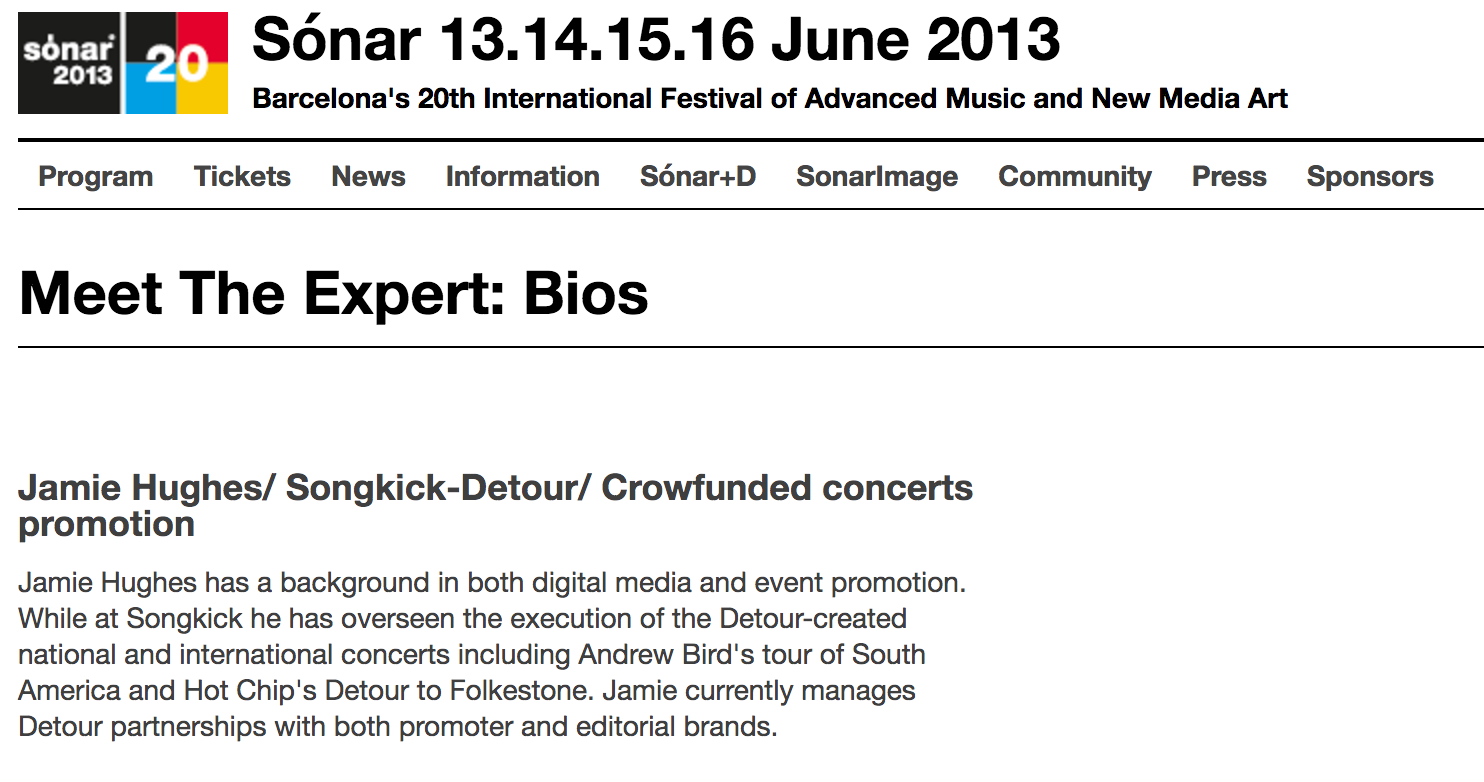 sónar
2013
20
Sónar 13.14.15.16 June 2013
Barcelona's 20th International Festival of Advanced Music and New Media Art
Program Tickets News Information Sónar+D SonarImage Community Press Sponsors
Meet The Expert: Bios
Jamie Hughes/ Songkick-Detour/ Crowfunded concerts
promotion
Jamie Hughes has a background in both digital media and event promotion.
While at Songkick he has overseen the execution of the Detour-created
national and international concerts including Andrew Bird's tour of South
America and Hot Chip's Detour to Folkestone. Jamie currently manages
Detour partnerships with both promoter and editorial brands.